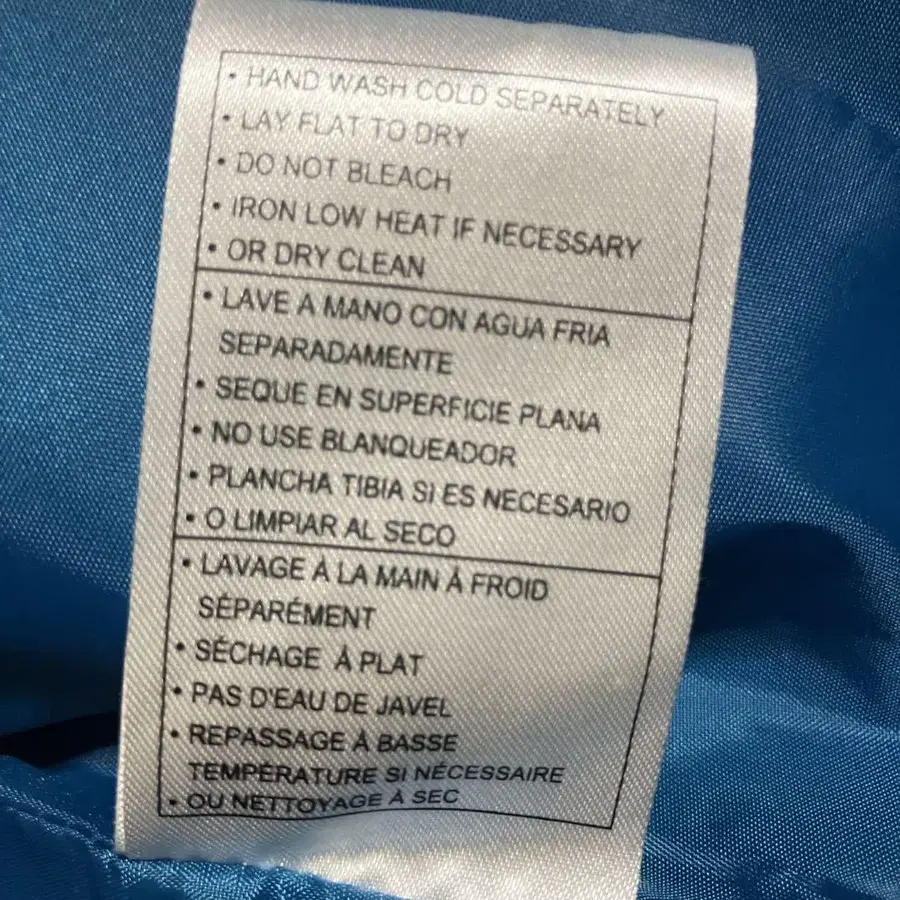 • HAND WASH COLD SEPARATELY
• LAY FLAT TO DRY
• DO NOT BLEACH
• IRON LOW HEAT IF NECESSARY
• OR DRY CLEAN
• LAVE A MANO CON AGUA FRIA
SEPARADAMENTE
• SEQUE EN SUPERFICIE PLANA
• NO USE BLANQUEADOR
• PLANCHA TIBIA SI ES NECESARIO
• O LIMPIAR AL SECO
• LAVAGE À LA MAIN À FROID
SÉPARÉMENT
• SÉCHAGE À PLAT
• PAS D'EAU DE JAVEL
• REPASSAGE À BASSE
TEMPÉRATURE SI NÉCESSAIRE
• OU NETTOYAGE À SEC